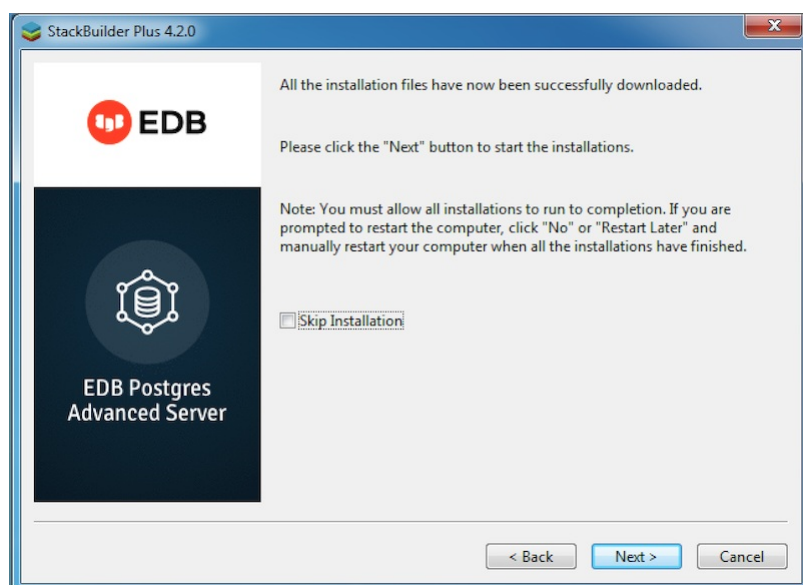 StackBuilder Plus 4.2.0
EDB
All the installation files have now been successfully downloaded.
Please click the "Next" button to start the installations.
Note: You must allow all installations to run to completion. If you are
prompted to restart the computer, click "No" or "Restart Later" and
manually restart your computer when all the installations have finished.
Skip Installation
EDB Postgres
Advanced Server
< Back
Next >
Cancel